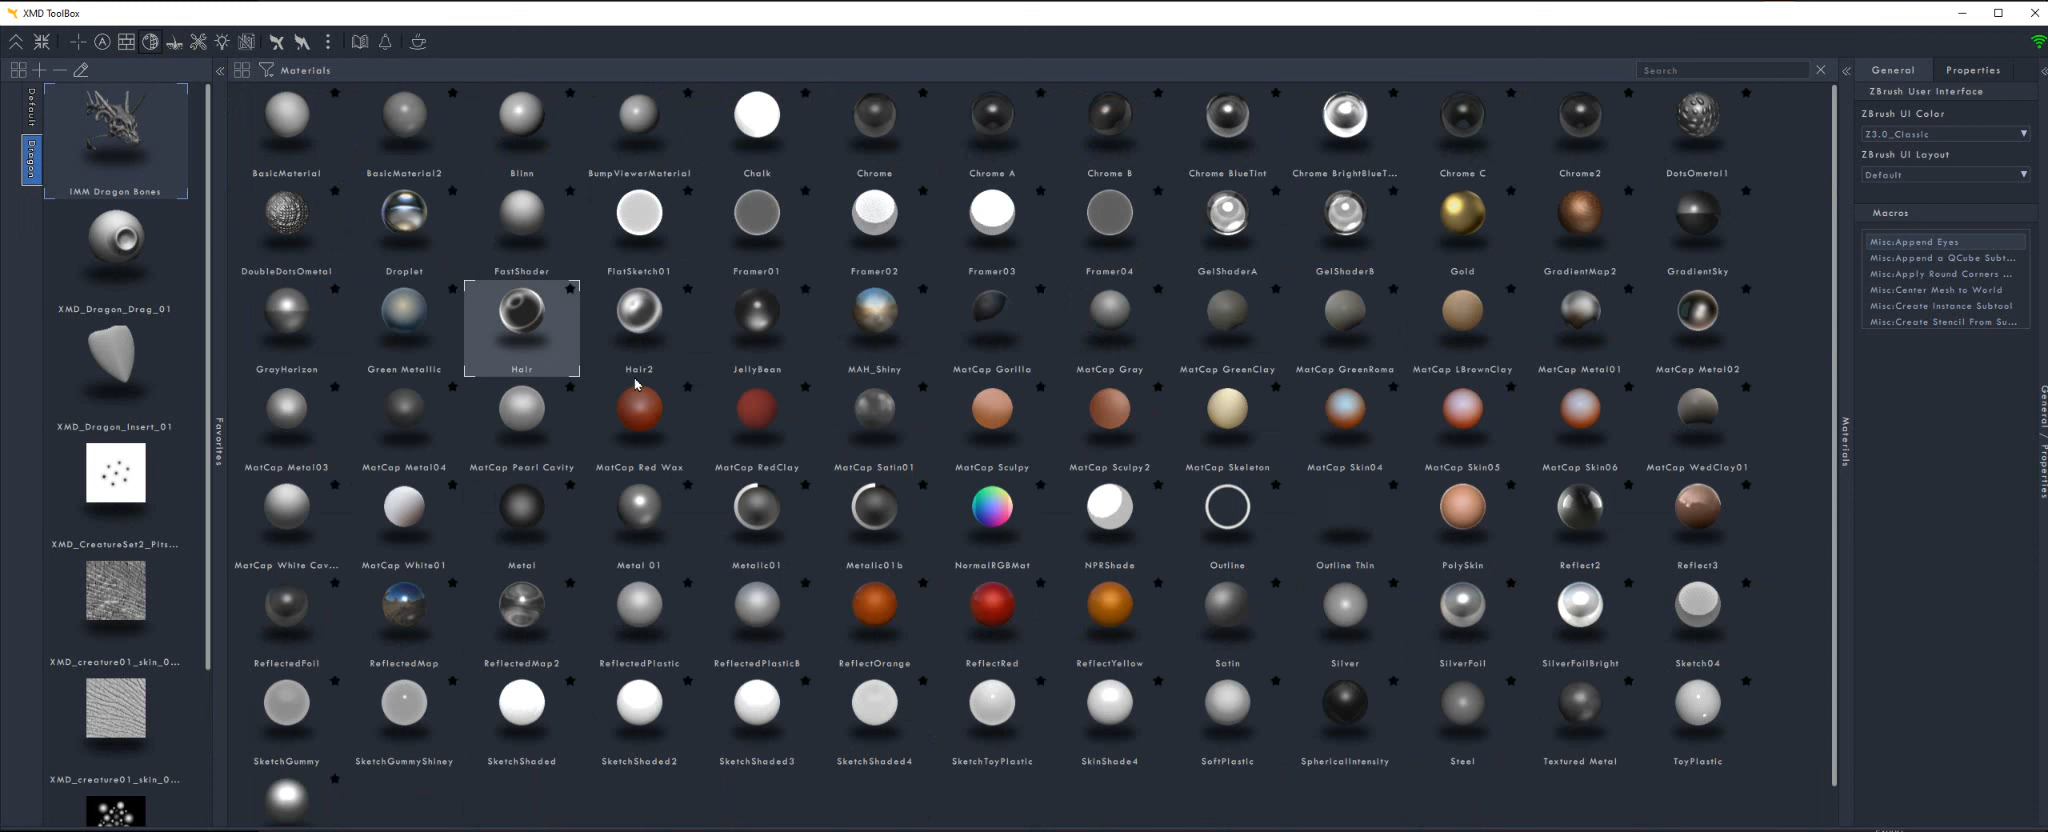 XMD ToolBox
Materials
Search
General
Properties
Default
Dragon
IMM Dragon Bones
XMD_Dragon_Drag_01
XMD_Dragon_Insert_01
XMD_CreatureSet2_Pits...
XMD_creature01_skin_0...
XMD_creature01_skin_0...
Favorites
BasicMaterial
BasicMaterial2
Blinn
BumpViewerMaterial
Chalk
Chrome
Chrome A
Chrome B
Chrome BlueTint
Chrome BrightBlueT...
Chrome C
Chrome2
DotsOmetal1
DoubleDotsOmetal
Droplet
FastShader
FlatSketch01
Framer01
Framer02
Framer03
Framer04
GelShaderA
GelShaderB
Gold
GradientMap2
GradientSky
GrayHorizon
Green Metallic
Hair
Hair2
JellyBean
MAH_Shiny
MatCap Gorilla
MatCap Gray
MatCap GreenClay
MatCap GreenRoma
MatCap LBrownClay
MatCap Metal01
MatCap Metal02
MatCap Metal03
MatCap Metal04
MatCap Pearl Cavity
MatCap Red Wax
MatCap RedClay
MatCap Satin01
MatCap Sculpy
MatCap Sculpy2
MatCap Skeleton
MatCap Skin04
MatCap Skin05
MatCap Skin06
MatCap WedClay01
MatCap White Cav...
MatCap White01
Metal
Metal 01
Metalic01
Metalic01b
NormalRGBMat
NPRShade
Outline
Outline Thin
PolySkin
Reflect2
Reflect3
ReflectedFoil
ReflectedMap
ReflectedMap2
ReflectedPlastic
ReflectedPlasticB
ReflectOrange
ReflectRed
ReflectYellow
Satin
Silver
SilverFoil
SilverFoilBright
Sketch04
SketchGummy
SketchGummyShiney
SketchShaded
SketchShaded2
SketchShaded3
SketchShaded4
SketchToyPlastic
SkinShade4
SoftPlastic
SphericalIntensity
Steel
Textured Metal
ToyPlastic
Materials
ZBrush User Interface
ZBrush UI Color
Z3.0_Classic
ZBrush UI Layout
Default
Macros
Misc:Append Eyes
Misc:Append a QCube Subt...
Misc:Apply Round Corners ...
Misc:Center Mesh to World
Misc:Create Instance Subtool
Misc:Create Stencil From Su...
General / Properties